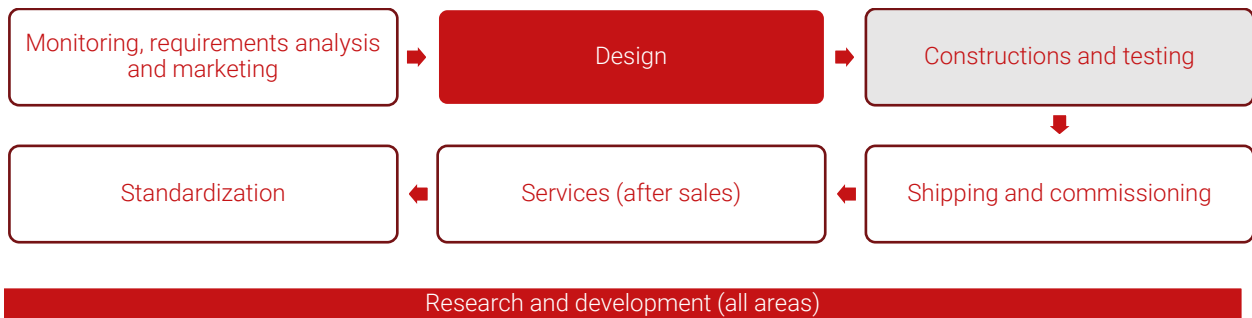 Monitoring, requirements analysis
and marketing
Design
Constructions and testing
Standardization
Services (after sales)
Shipping and commissioning
Research and development (all areas)